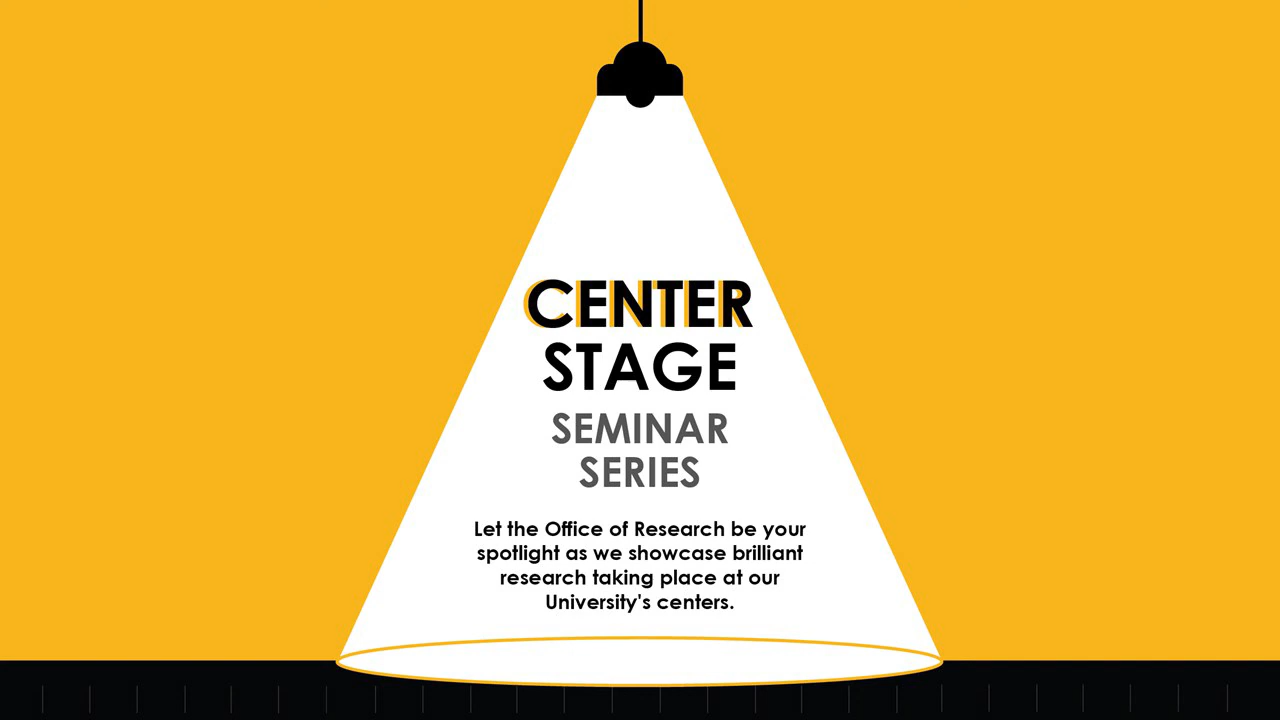 CENTER
STAGE
SEMINAR
SERIES
Let the Office of Research be your
spotlight as we showcase brilliant
research taking place at our
University's centers.